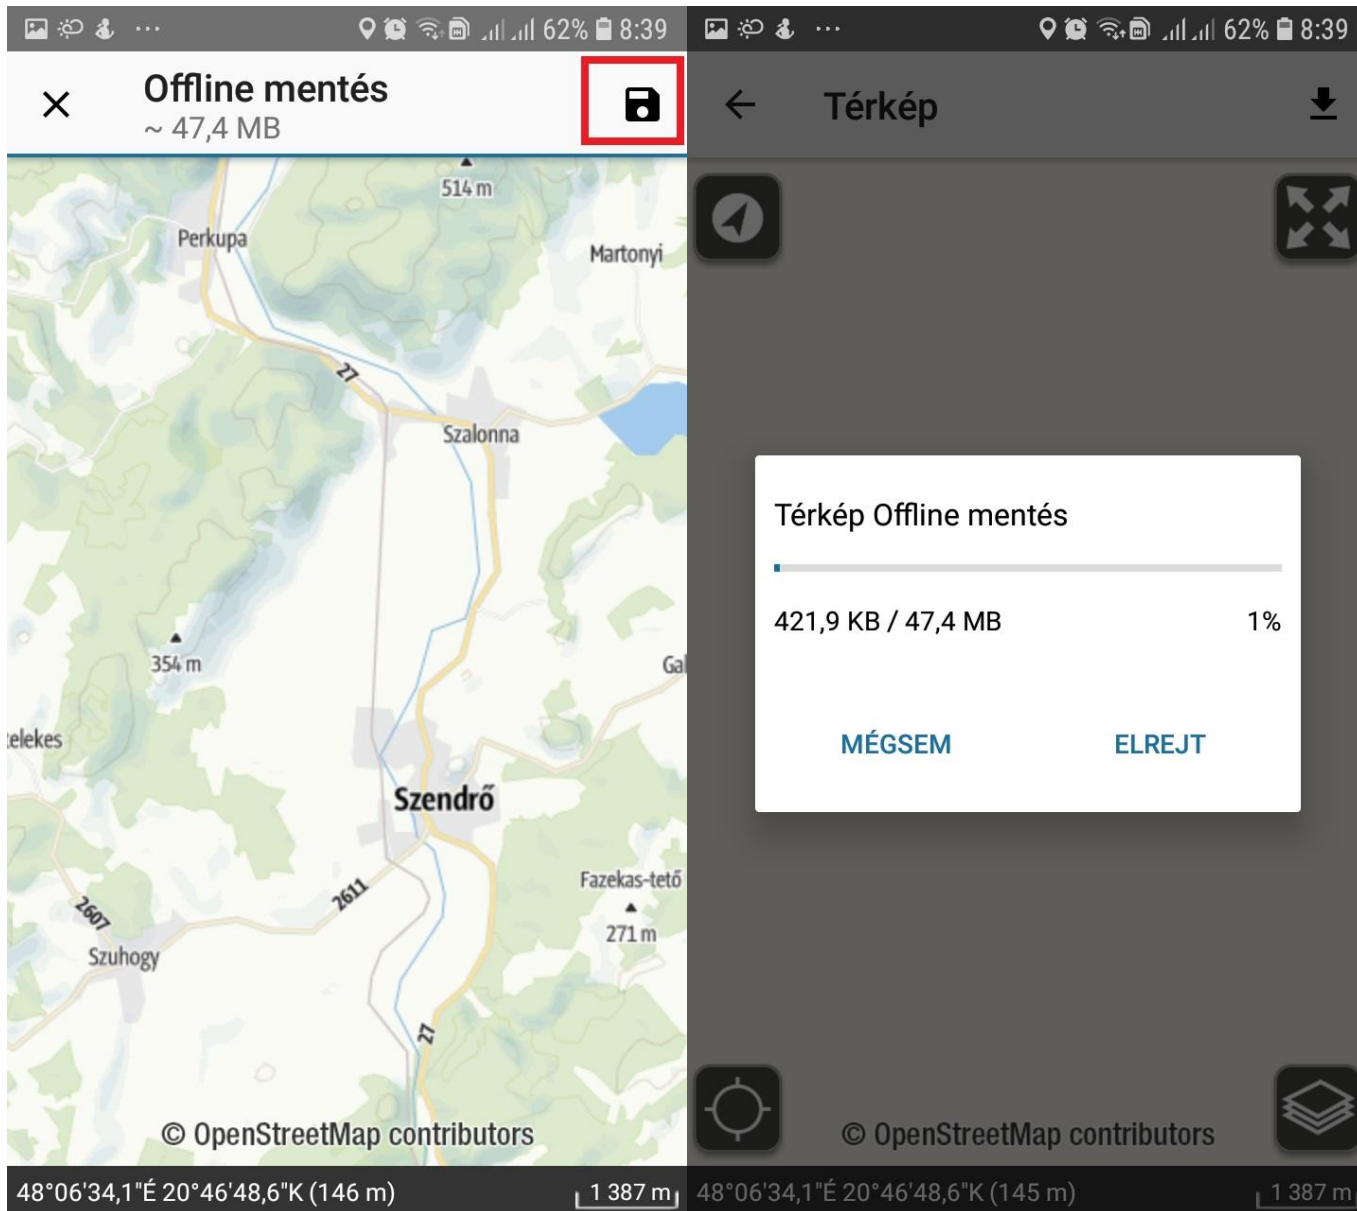 62% 8:39
Offline mentés
~ 47,4 MB
514 m
Perkupa
Martonyi
27
Szalonna
354 m
Gal
elekes
Szendrő
2611
Fazekas-tető
2607
271 m
Szuhogy
27
© OpenStreetMap contributors
48°06'34,1"É 20°46'48,6"K (146 m)
1 387 m
62% 8:39
Térkép
Térkép Offline mentés
421,9 KB / 47,4 MB 1%
MÉGSEM ELREJT
© OpenStreetMap contributors
48°06'34,1"É 20°46'48,6"K (145 m)
1 387 m